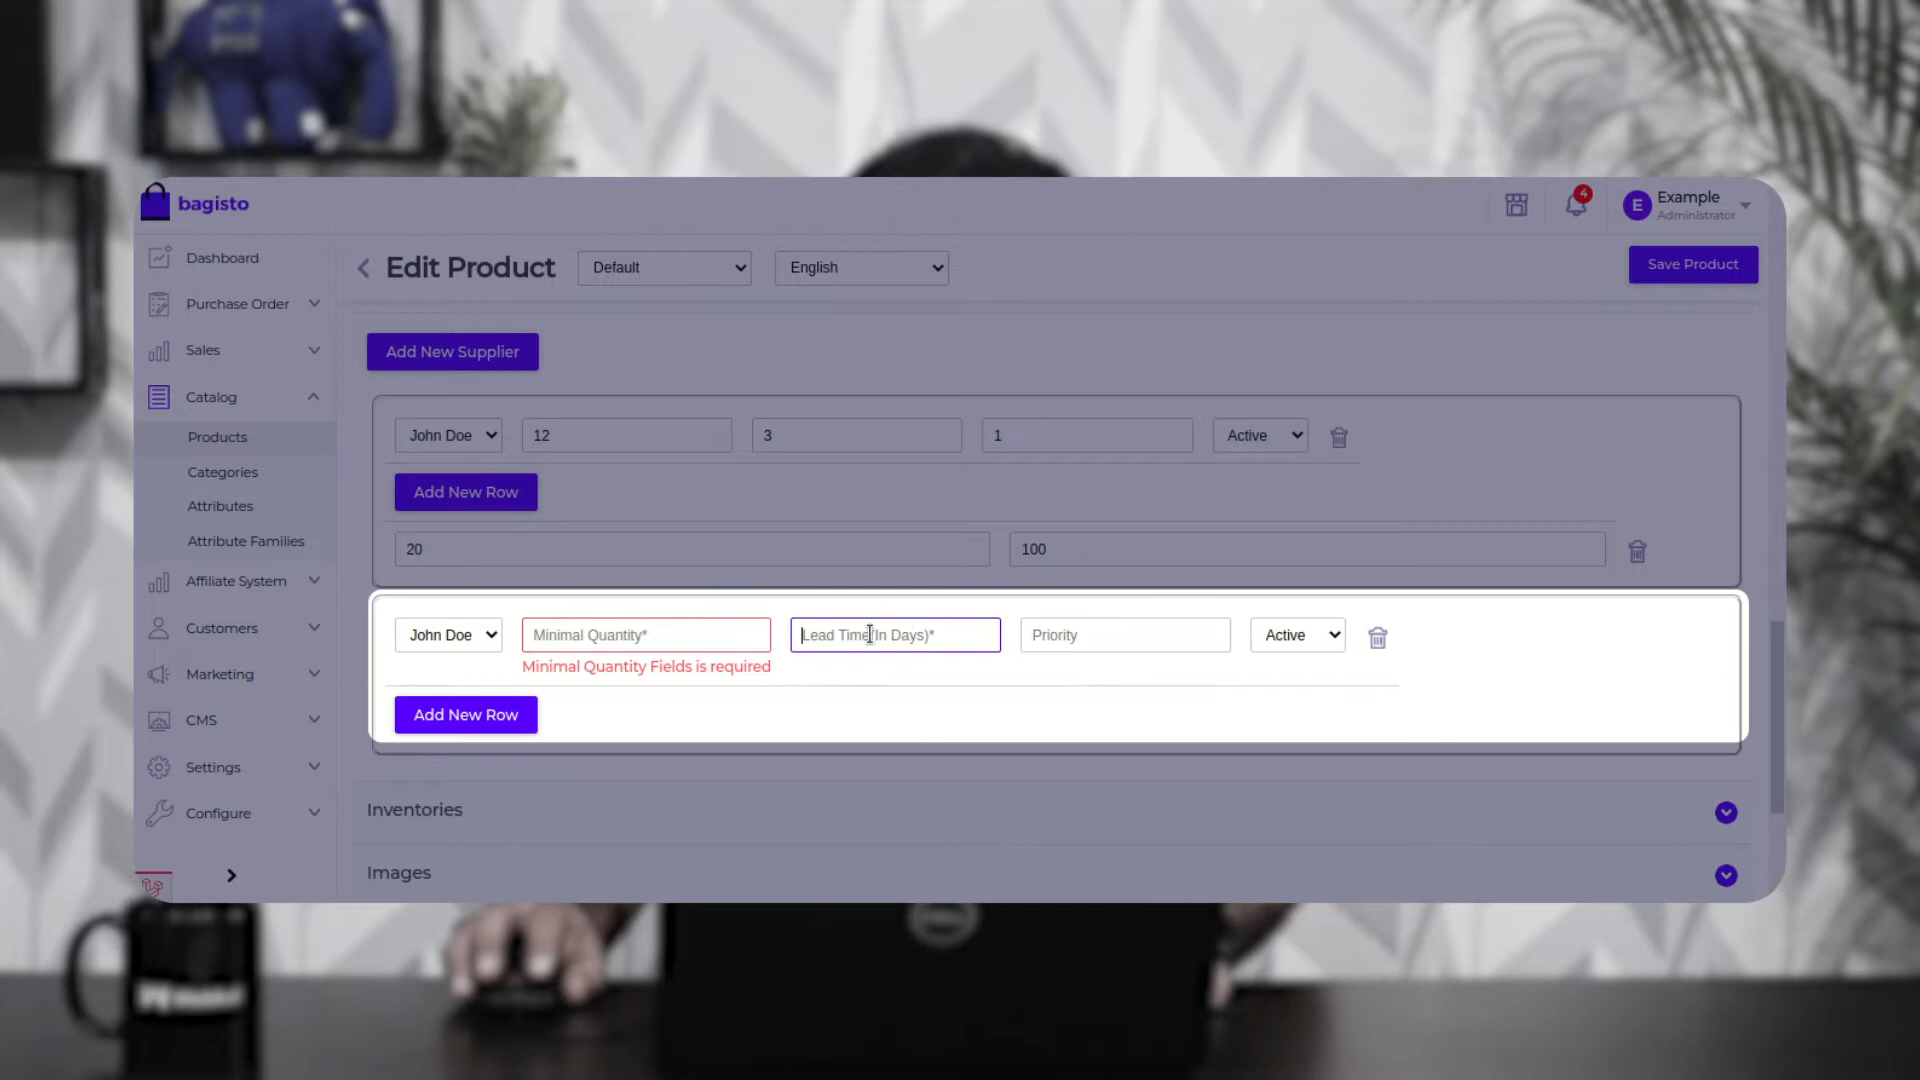 bagisto
4
E
Example
Administrator
Dashboard
Purchase Order
Sales
Catalog
Products
Categories
Attributes
Attribute Families
Affiliate System
Customers
Marketing
CMS
Settings
Configure
Edit Product
Default
English
Save Product
Add New Supplier
John Doe
12
3
1
Active
Add New Row
20
100
John Doe
Minimal Quantity*
Lead Time(In Days)*
Priority
Active
Minimal Quantity Fields is required
Add New Row
Inventories
Images
DELL